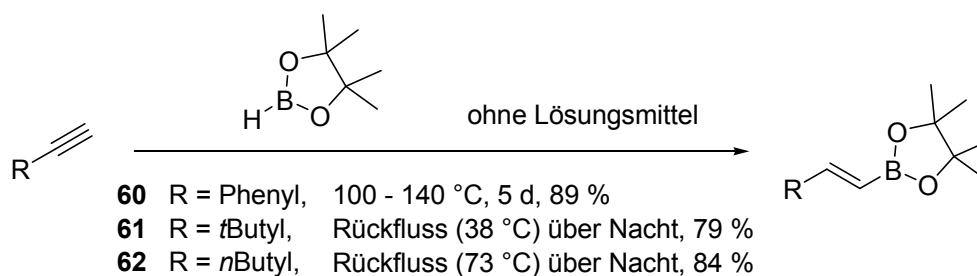 O
B
H
O
ohne Lösungsmittel
R
O
B
O
R
60 R = Phenyl, 100 - 140 °C, 5 d, 89 %
61 R = tButyl, Rückfluss (38 °C) über Nacht, 79 %
62 R = nButyl, Rückfluss (73 °C) über Nacht, 84 %